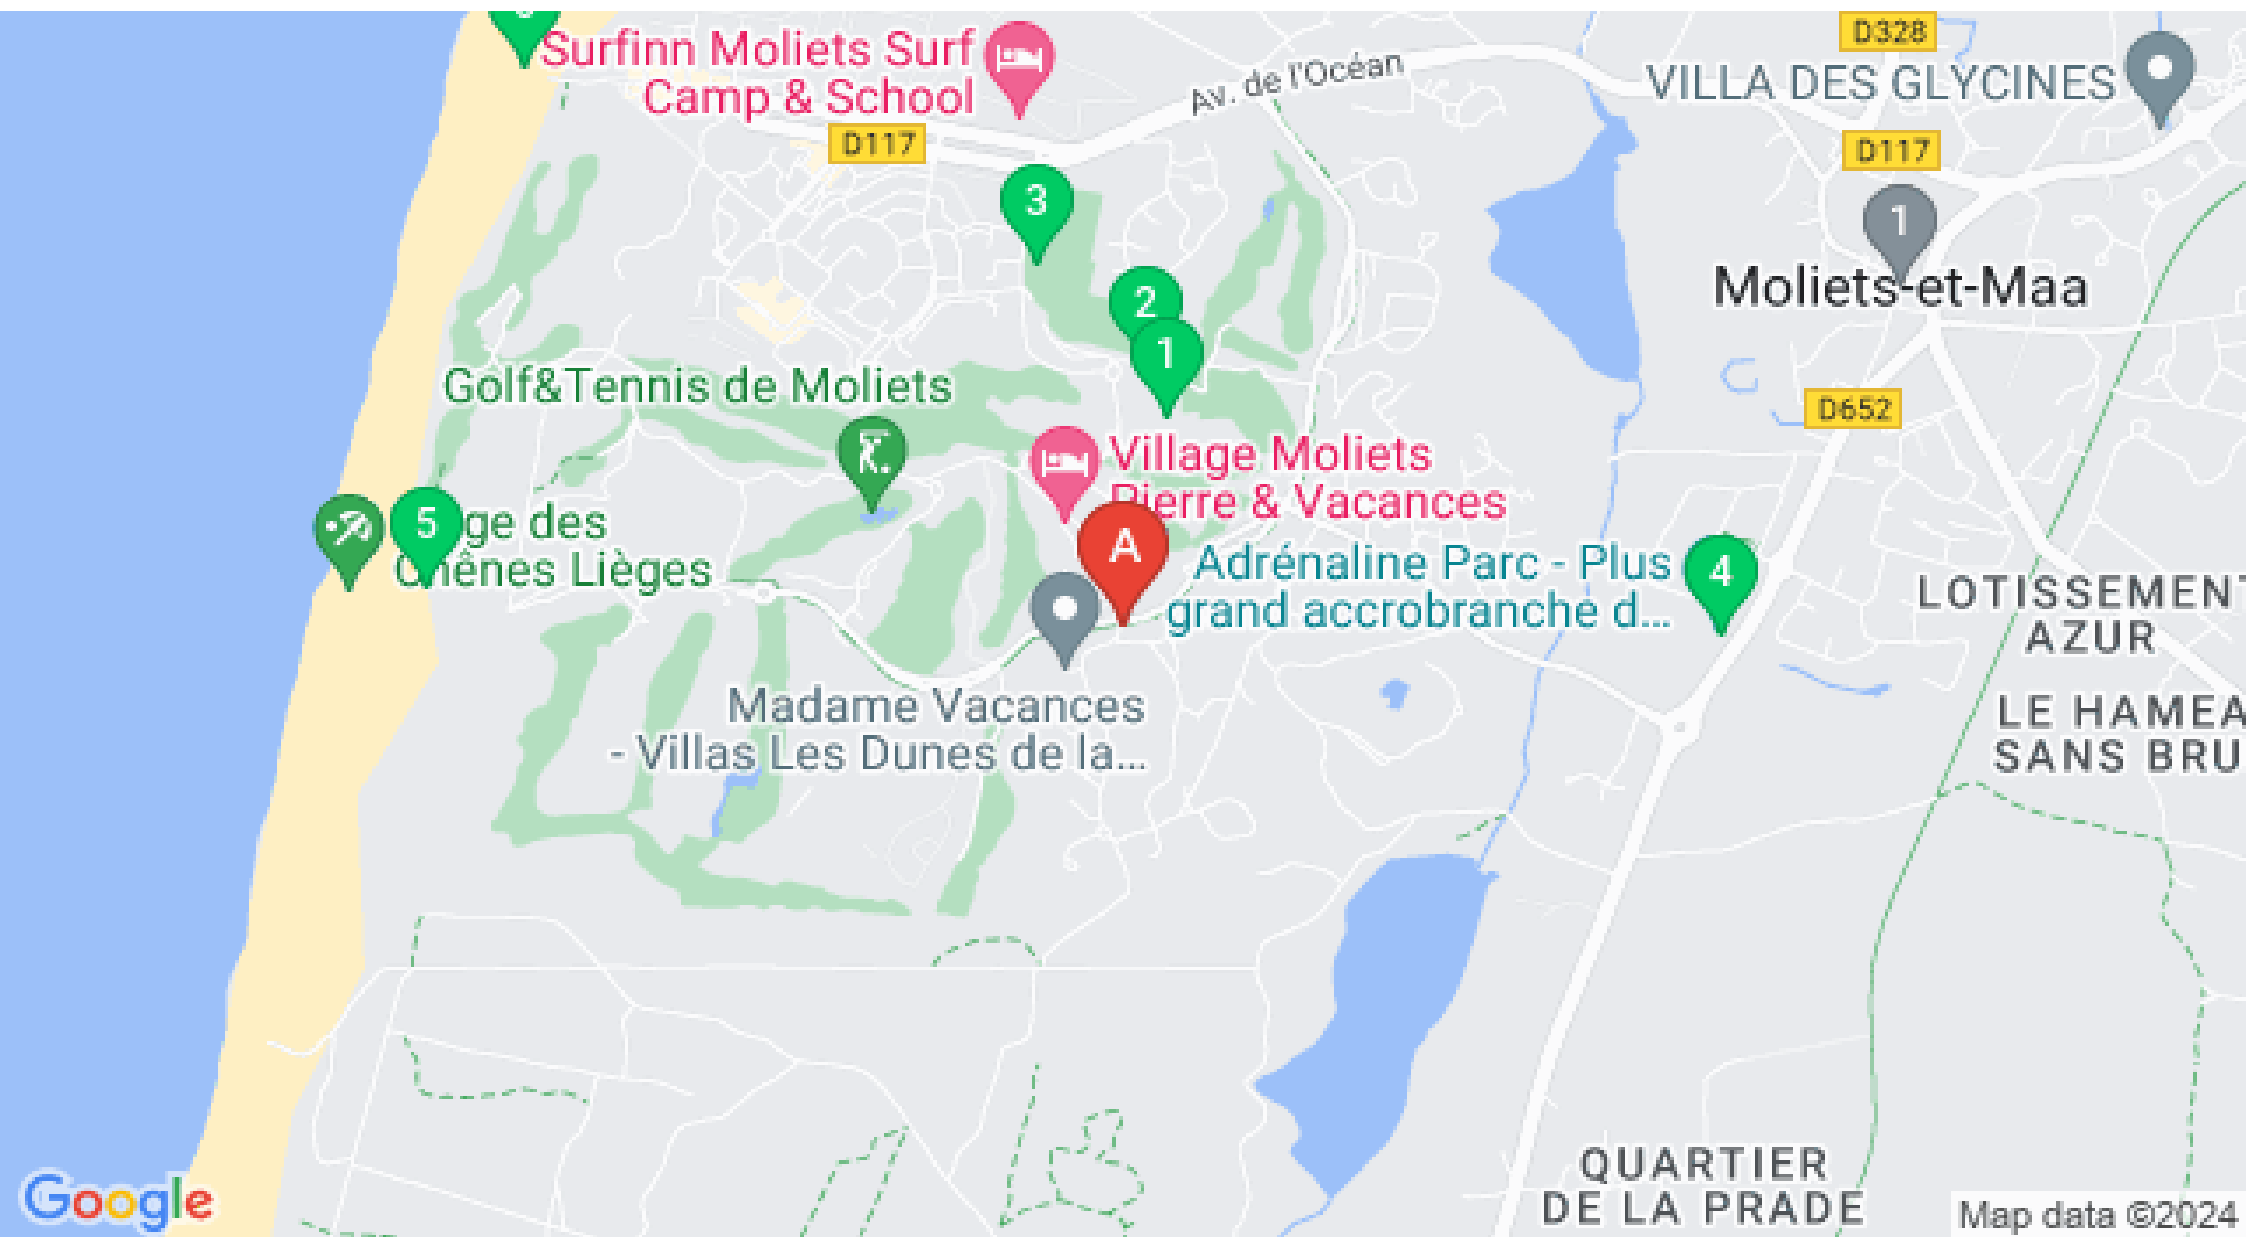 Surfinn Moliets Surf
Camp & School
Av. de l'Océan
D328
VILLA DES GLYCINES
D117
D117
3
1
2
Moliets-et-Maa
1
Golf&Tennis de Moliets
D652
Village Moliets
Pierre & Vacances
5
ge des
Chênes Lièges
A
Adrénaline Parc - Plus
grand accrobranche d...
4
LOTISSEMENT
AZUR
Madame Vacances
- Villas Les Dunes de la...
LE HAMEA
SANS BRU
QUARTIER
DE LA PRADE
Google
Map data ©2024